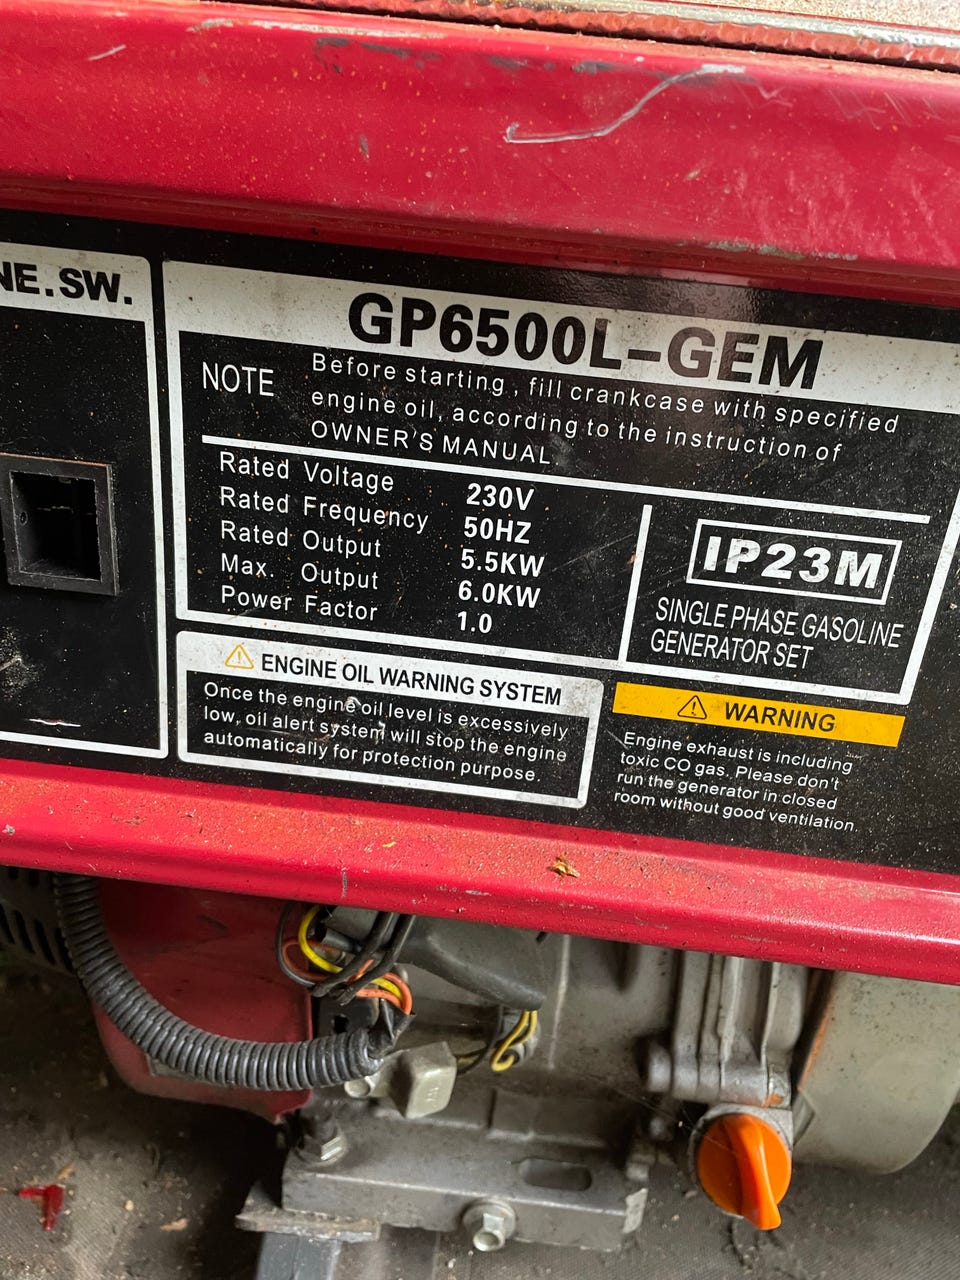 NE.SW.
GP6500L-GEM
NOTE
Before starting, fill crankcase with specified
engine oil, according to the instruction of
OWNER'S MANUAL
Rated Voltage 230V
Rated Frequency 50HZ
Rated Output 5.5KW
Max. Output 6.0KW
Power Factor 1.0
IP23M
SINGLE PHASE GASOLINE
GENERATOR SET
ENGINE OIL WARNING SYSTEM
Once the engine oil level is excessively
low, oil alert system will stop the engine
automatically for protection purpose.
WARNING
Engine exhaust is including
toxic CO gas. Please don't
run the generator in closed
room without good ventilation.